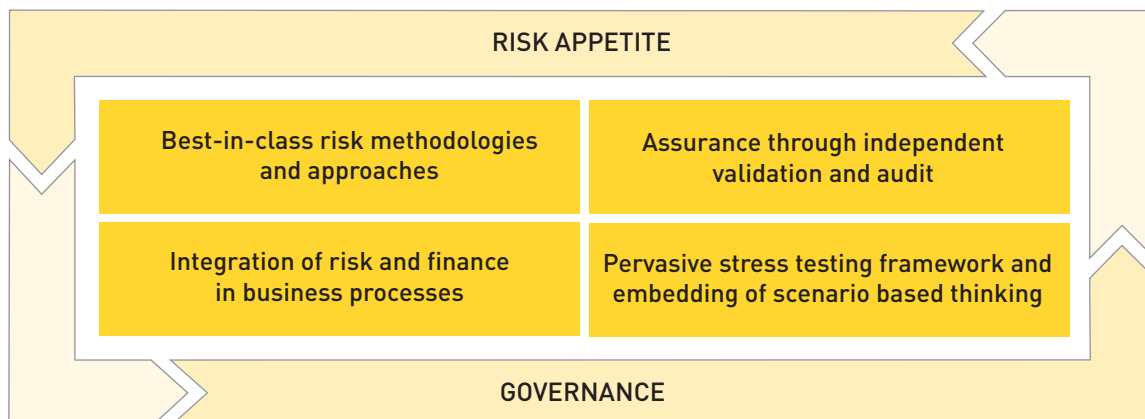 RISK APPETITE
Best-in-class risk methodologies
and approaches
Assurance through independent
validation and audit
Integration of risk and finance
in business processes
Pervasive stress testing framework and
embedding of scenario based thinking
GOVERNANCE